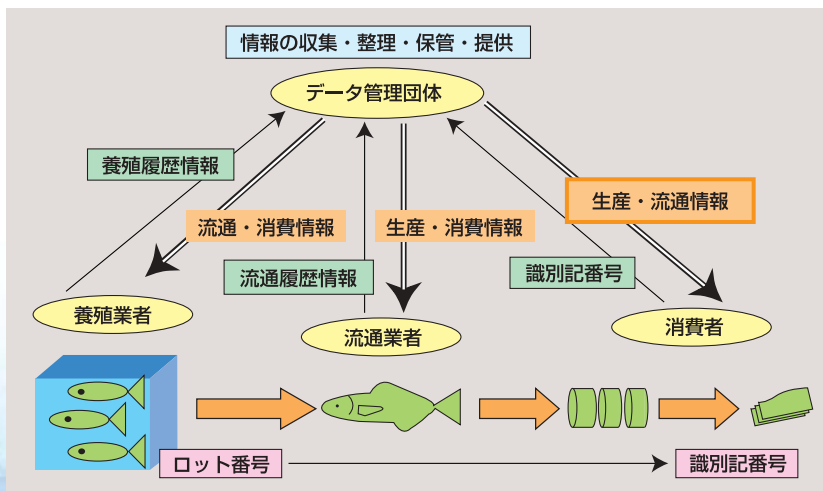 情報の収集・整理・保管・提供
データ管理団体
養殖履歴情報
生産・流通情報
流通・消費情報
生産・消費情報
流通履歴情報
識別記番号
養殖業者
流通業者
消費者
ロット番号
識別記番号